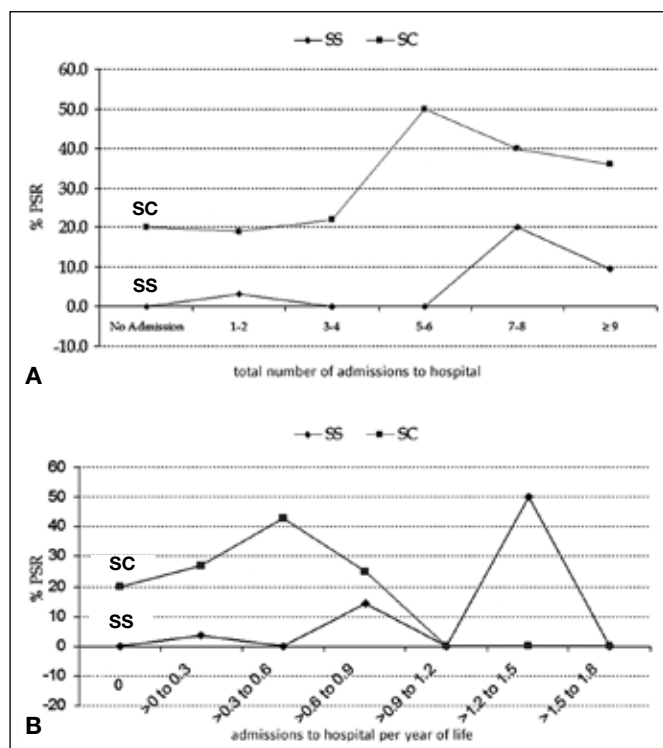 SS SC
60.0
50.0
40.0
30.0
20.0
10.0
0.0
-10.0
% PSR
SC
SS
No Admission 1-2 3-4 5-6 7-8 ≥ 9
A
total number of admissions to hospital
SS SC
60
50
40
30
20
10
0
-10
-20
% PSR
SC
SS
0 >0 to 0.3 >0.3 to 0.6 >0.6 to 0.9 >0.9 to 1.2 >1.2 to 1.5 >1.5 to 1.8
B
admissions to hospital per year of life